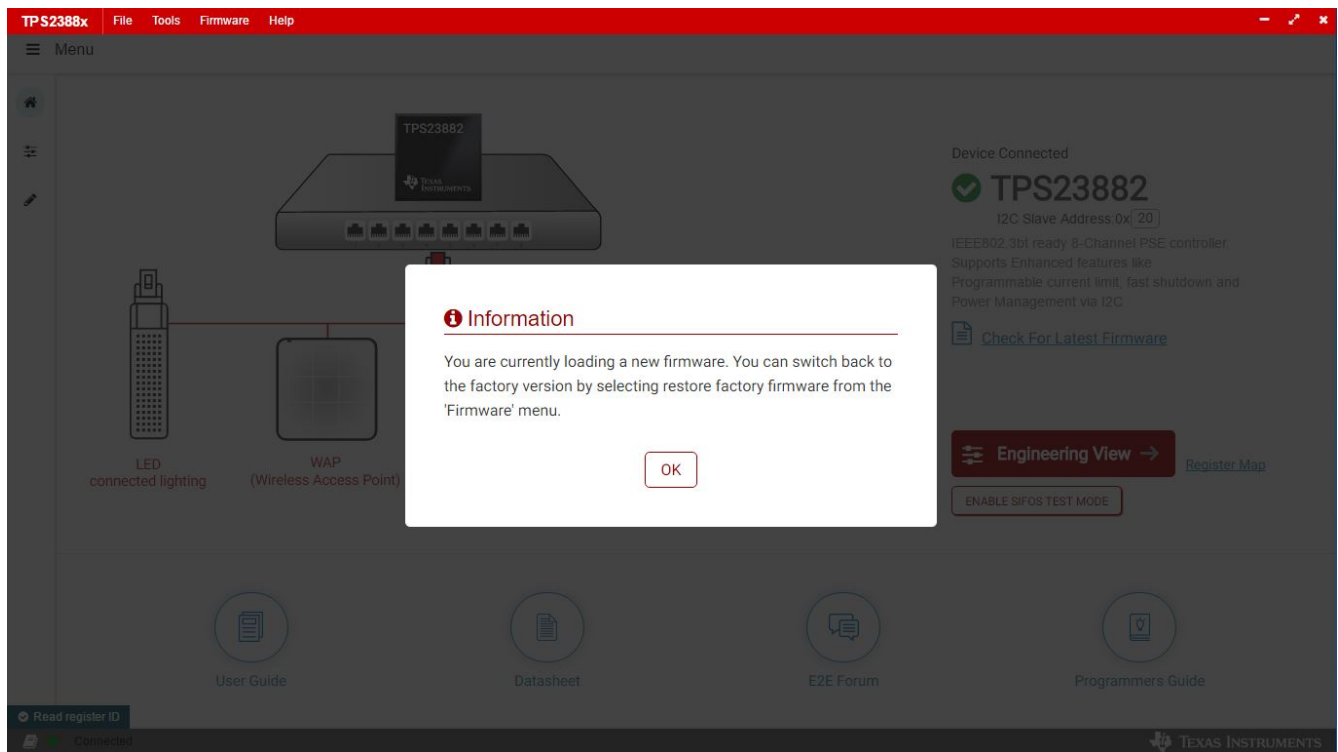 TPS2388x File Tools Firmware Help
Menu
TPS23882
TEXAS
INSTRUMENTS
Device Connected
TPS23882
I2C Slave Address:0x 20
IEEE802.3bt ready 8-Channel PSE controller.
Supports Enhanced features like
Programmable current limit, fast shutdown and
Power Management via I2C
Check For Latest Firmware
Information
You are currently loading a new firmware. You can switch back to
the factory version by selecting restore factory firmware from the
'Firmware' menu.
OK
LED
connected lighting
WAP
(Wireless Access Point)
Engineering View →
Register Map
ENABLE SIFOS TEST MODE
User Guide
Datasheet
E2E Forum
Programmers Guide
Read register ID
Connected
TEXAS INSTRUMENTS